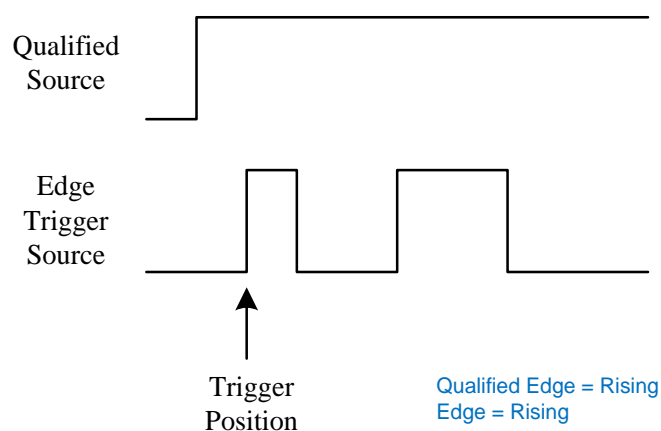 Qualified
Source
Edge
Trigger
Source
Trigger
Position
Qualified Edge = Rising
Edge = Rising